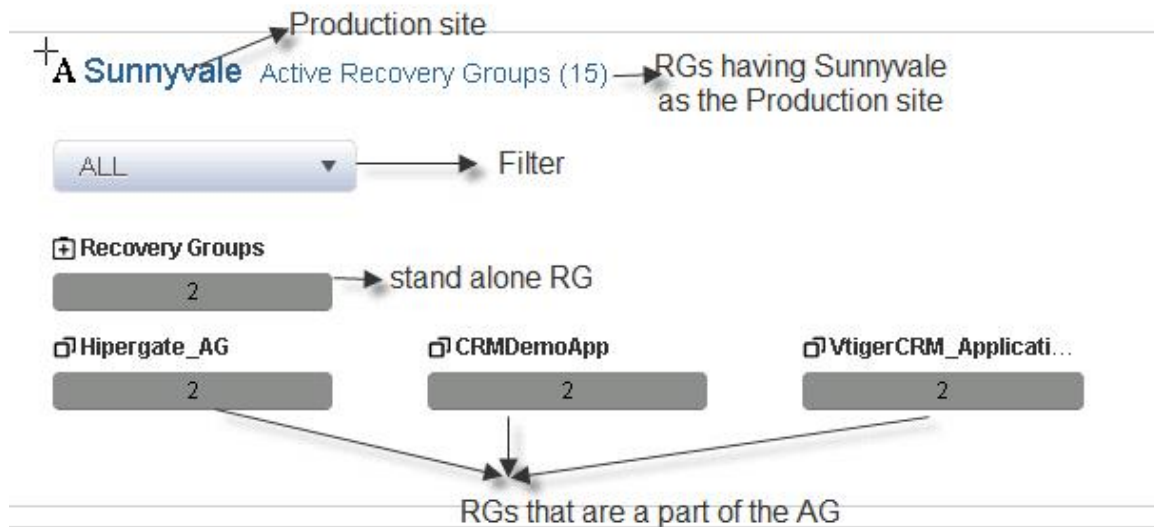 Production site
A Sunnyvale Active Recovery Groups (15) RGs having Sunnyvale
as the Production site
ALL Filter
Recovery Groups
2 stand alone RG
Hipergate_AG CRMDemoApp VtigerCRM_Applicati...
2 2 2
RGs that are a part of the AG